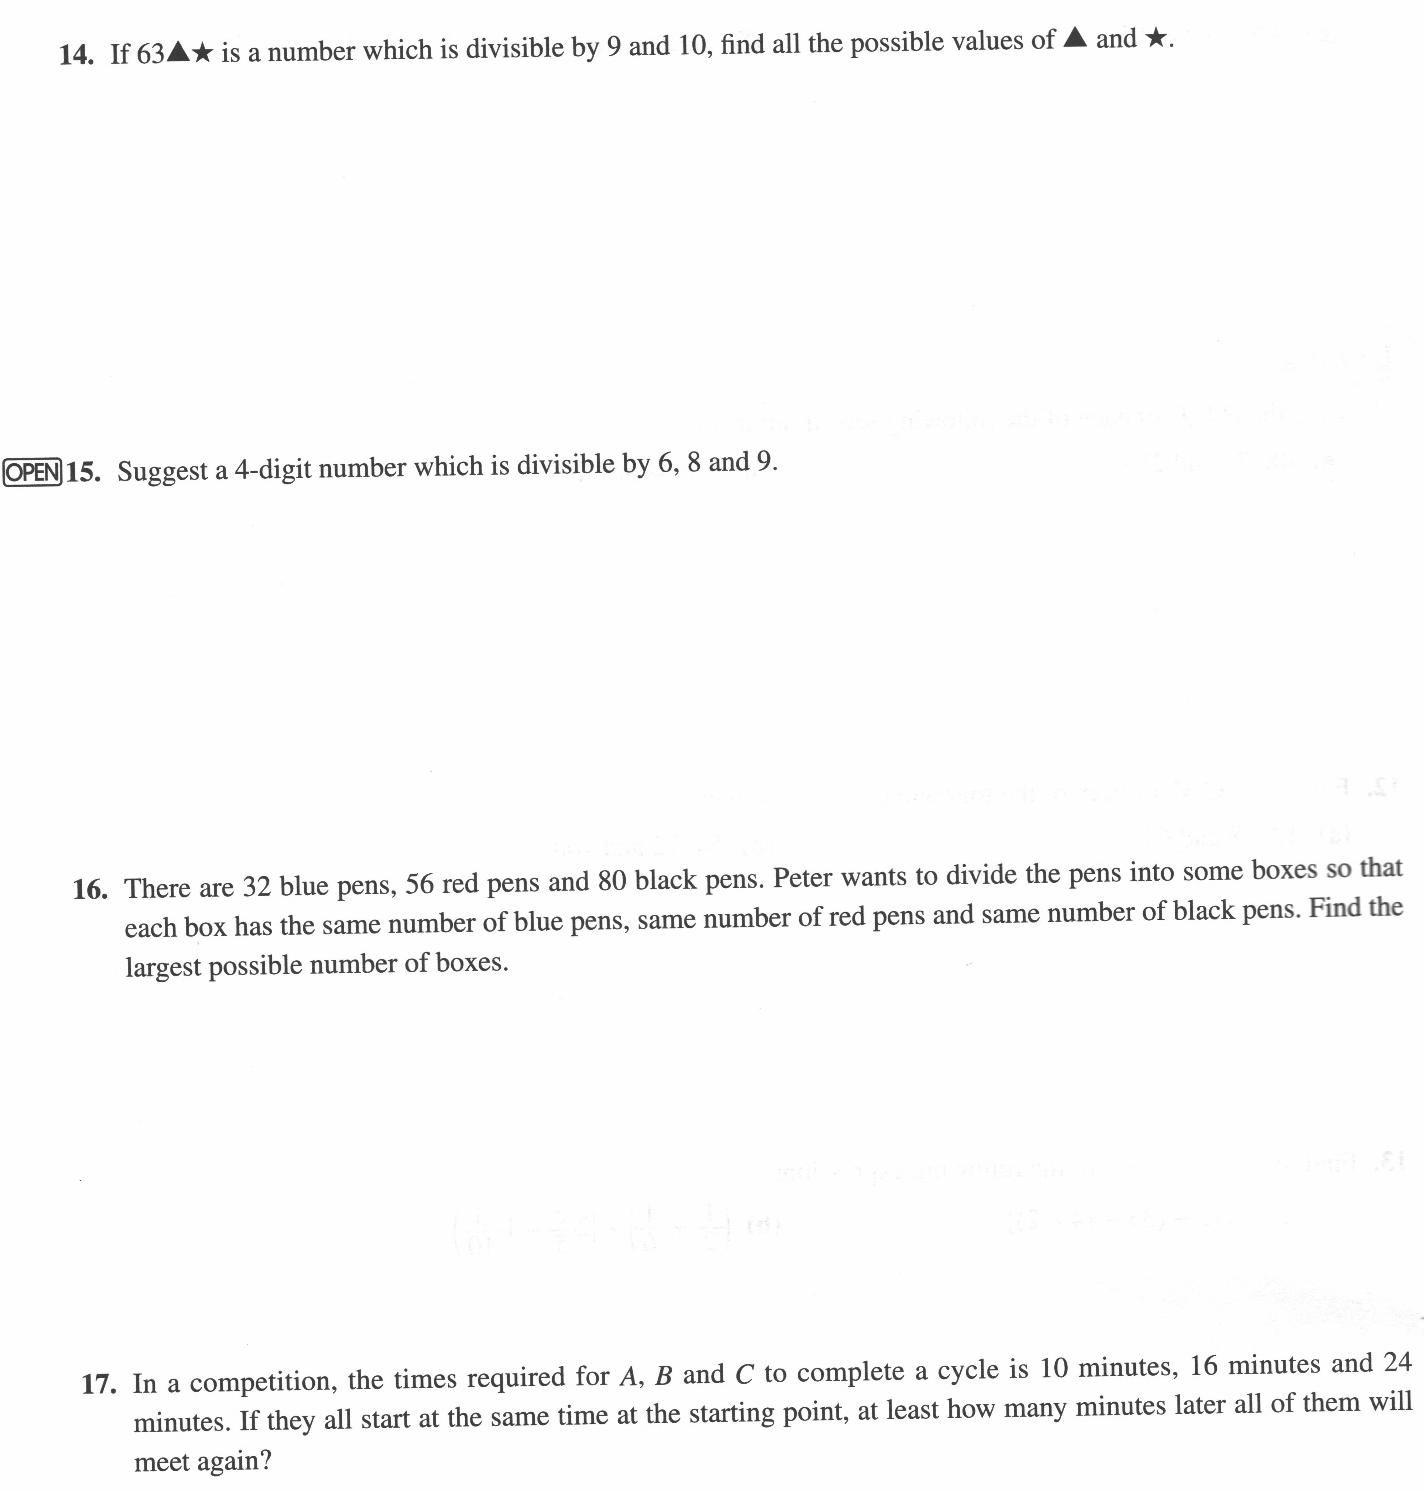 14. If 63▲★ is a number which is divisible by 9 and 10, find all the possible values of ▲ and ★.
OPEN 15. Suggest a 4-digit number which is divisible by 6, 8 and 9.
16. There are 32 blue pens, 56 red pens and 80 black pens. Peter wants to divide the pens into some boxes so that
each box has the same number of blue pens, same number of red pens and same number of black pens. Find the
largest possible number of boxes.
17. In a competition, the times required for A, B and C to complete a cycle is 10 minutes, 16 minutes and 24
minutes. If they all start at the same time at the starting point, at least how many minutes later all of them will
meet again?